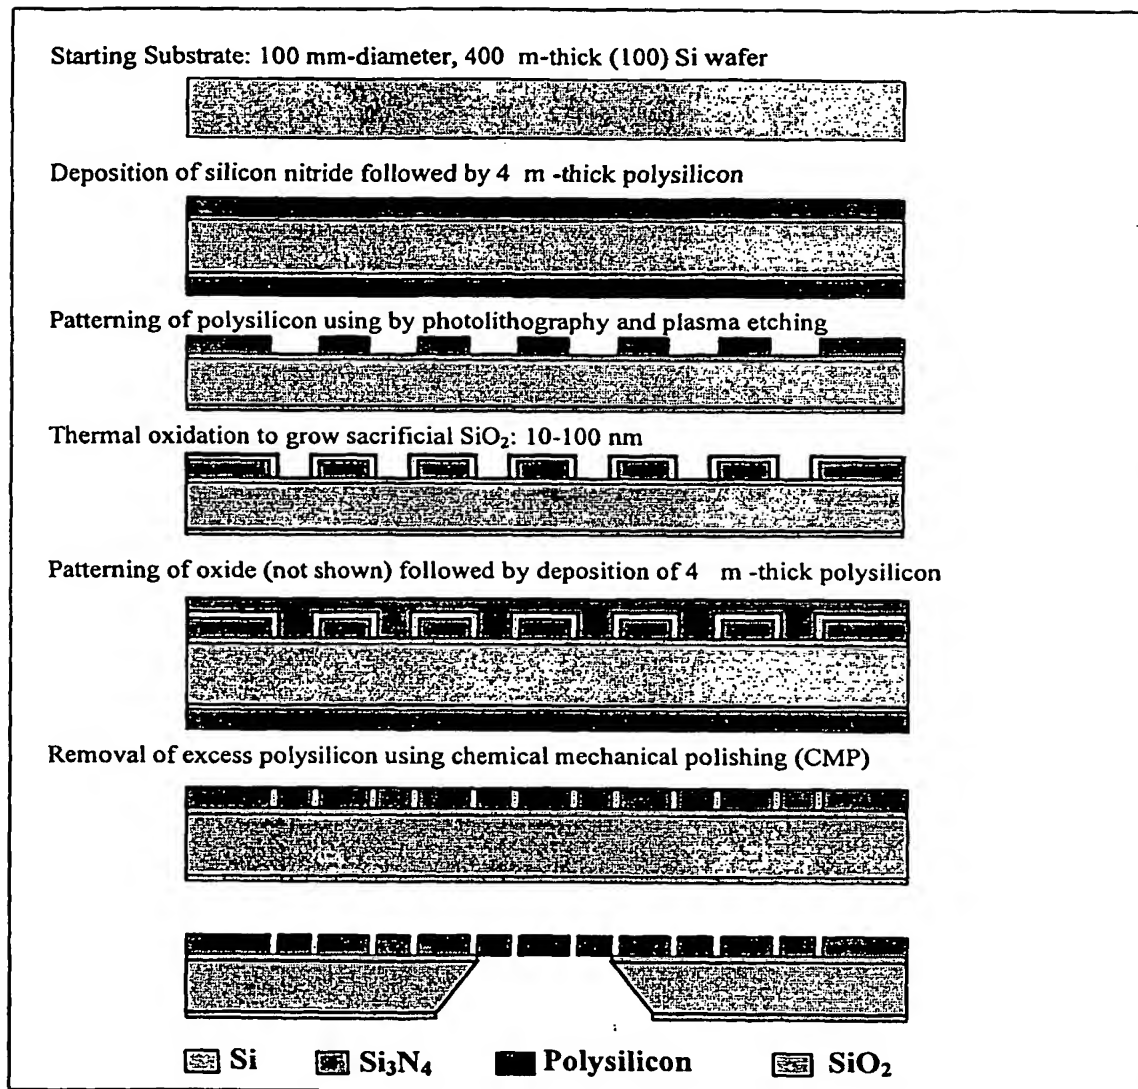 Starting Substrate: 100 mm-diameter, 400 m-thick (100) Si wafer
Deposition of silicon nitride followed by 4 m -thick polysilicon
Patterning of polysilicon using by photolithography and plasma etching
Thermal oxidation to grow sacrificial SiO₂: 10-100 nm
Patterning of oxide (not shown) followed by deposition of 4 m -thick polysilicon
Removal of excess polysilicon using chemical mechanical polishing (CMP)
Si Si₃N₄ Polysilicon SiO₂